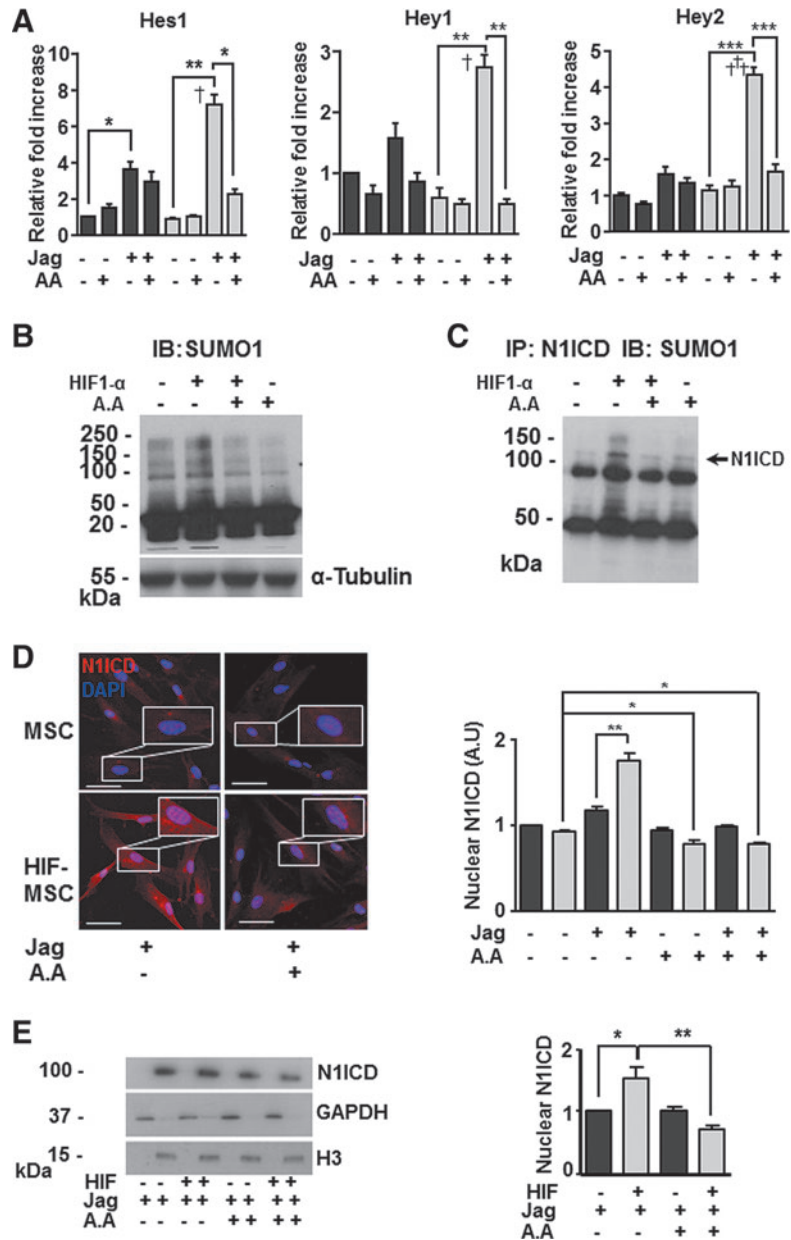 A
Hes1
Hey1
Hey2
Relative fold increase
10
8
6
4
2
0
* ** † *
Relative fold increase
3
2
1
0
** † **
Relative fold increase
5
4
3
2
1
0
*** ††† ***
Jag - - + + - - + + - - + + - - + + - - + + - - + +
AA - + - + - + - + - + - + - + - + - + - + - + - +
B
IB: SUMO1
HIF1-α - + + -
A.A - - + +
250 -
150 -
100 -
50 -
20 -
55 -
kDa
α-Tubulin
C
IP: N1ICD IB: SUMO1
HIF1-α - + + -
A.A - - + +
150 -
100 -
50 -
kDa
N1ICD
D
N1ICD
DAPI
MSC
HIF-
MSC
Jag + +
A.A - +
Nuclear N1ICD (A.U)
2
1
0
** * *
Jag - - + + - - + +
A.A - - - - + + + +
E
100 -
37 -
15 -
kDa
N1ICD
GAPDH
H3
HIF - - + + - - + +
Jag + + + + + + + +
A.A - - - - + + + +
Nuclear N1ICD
2
1
0
* **
HIF - + - +
Jag + + + +
A.A - - + +